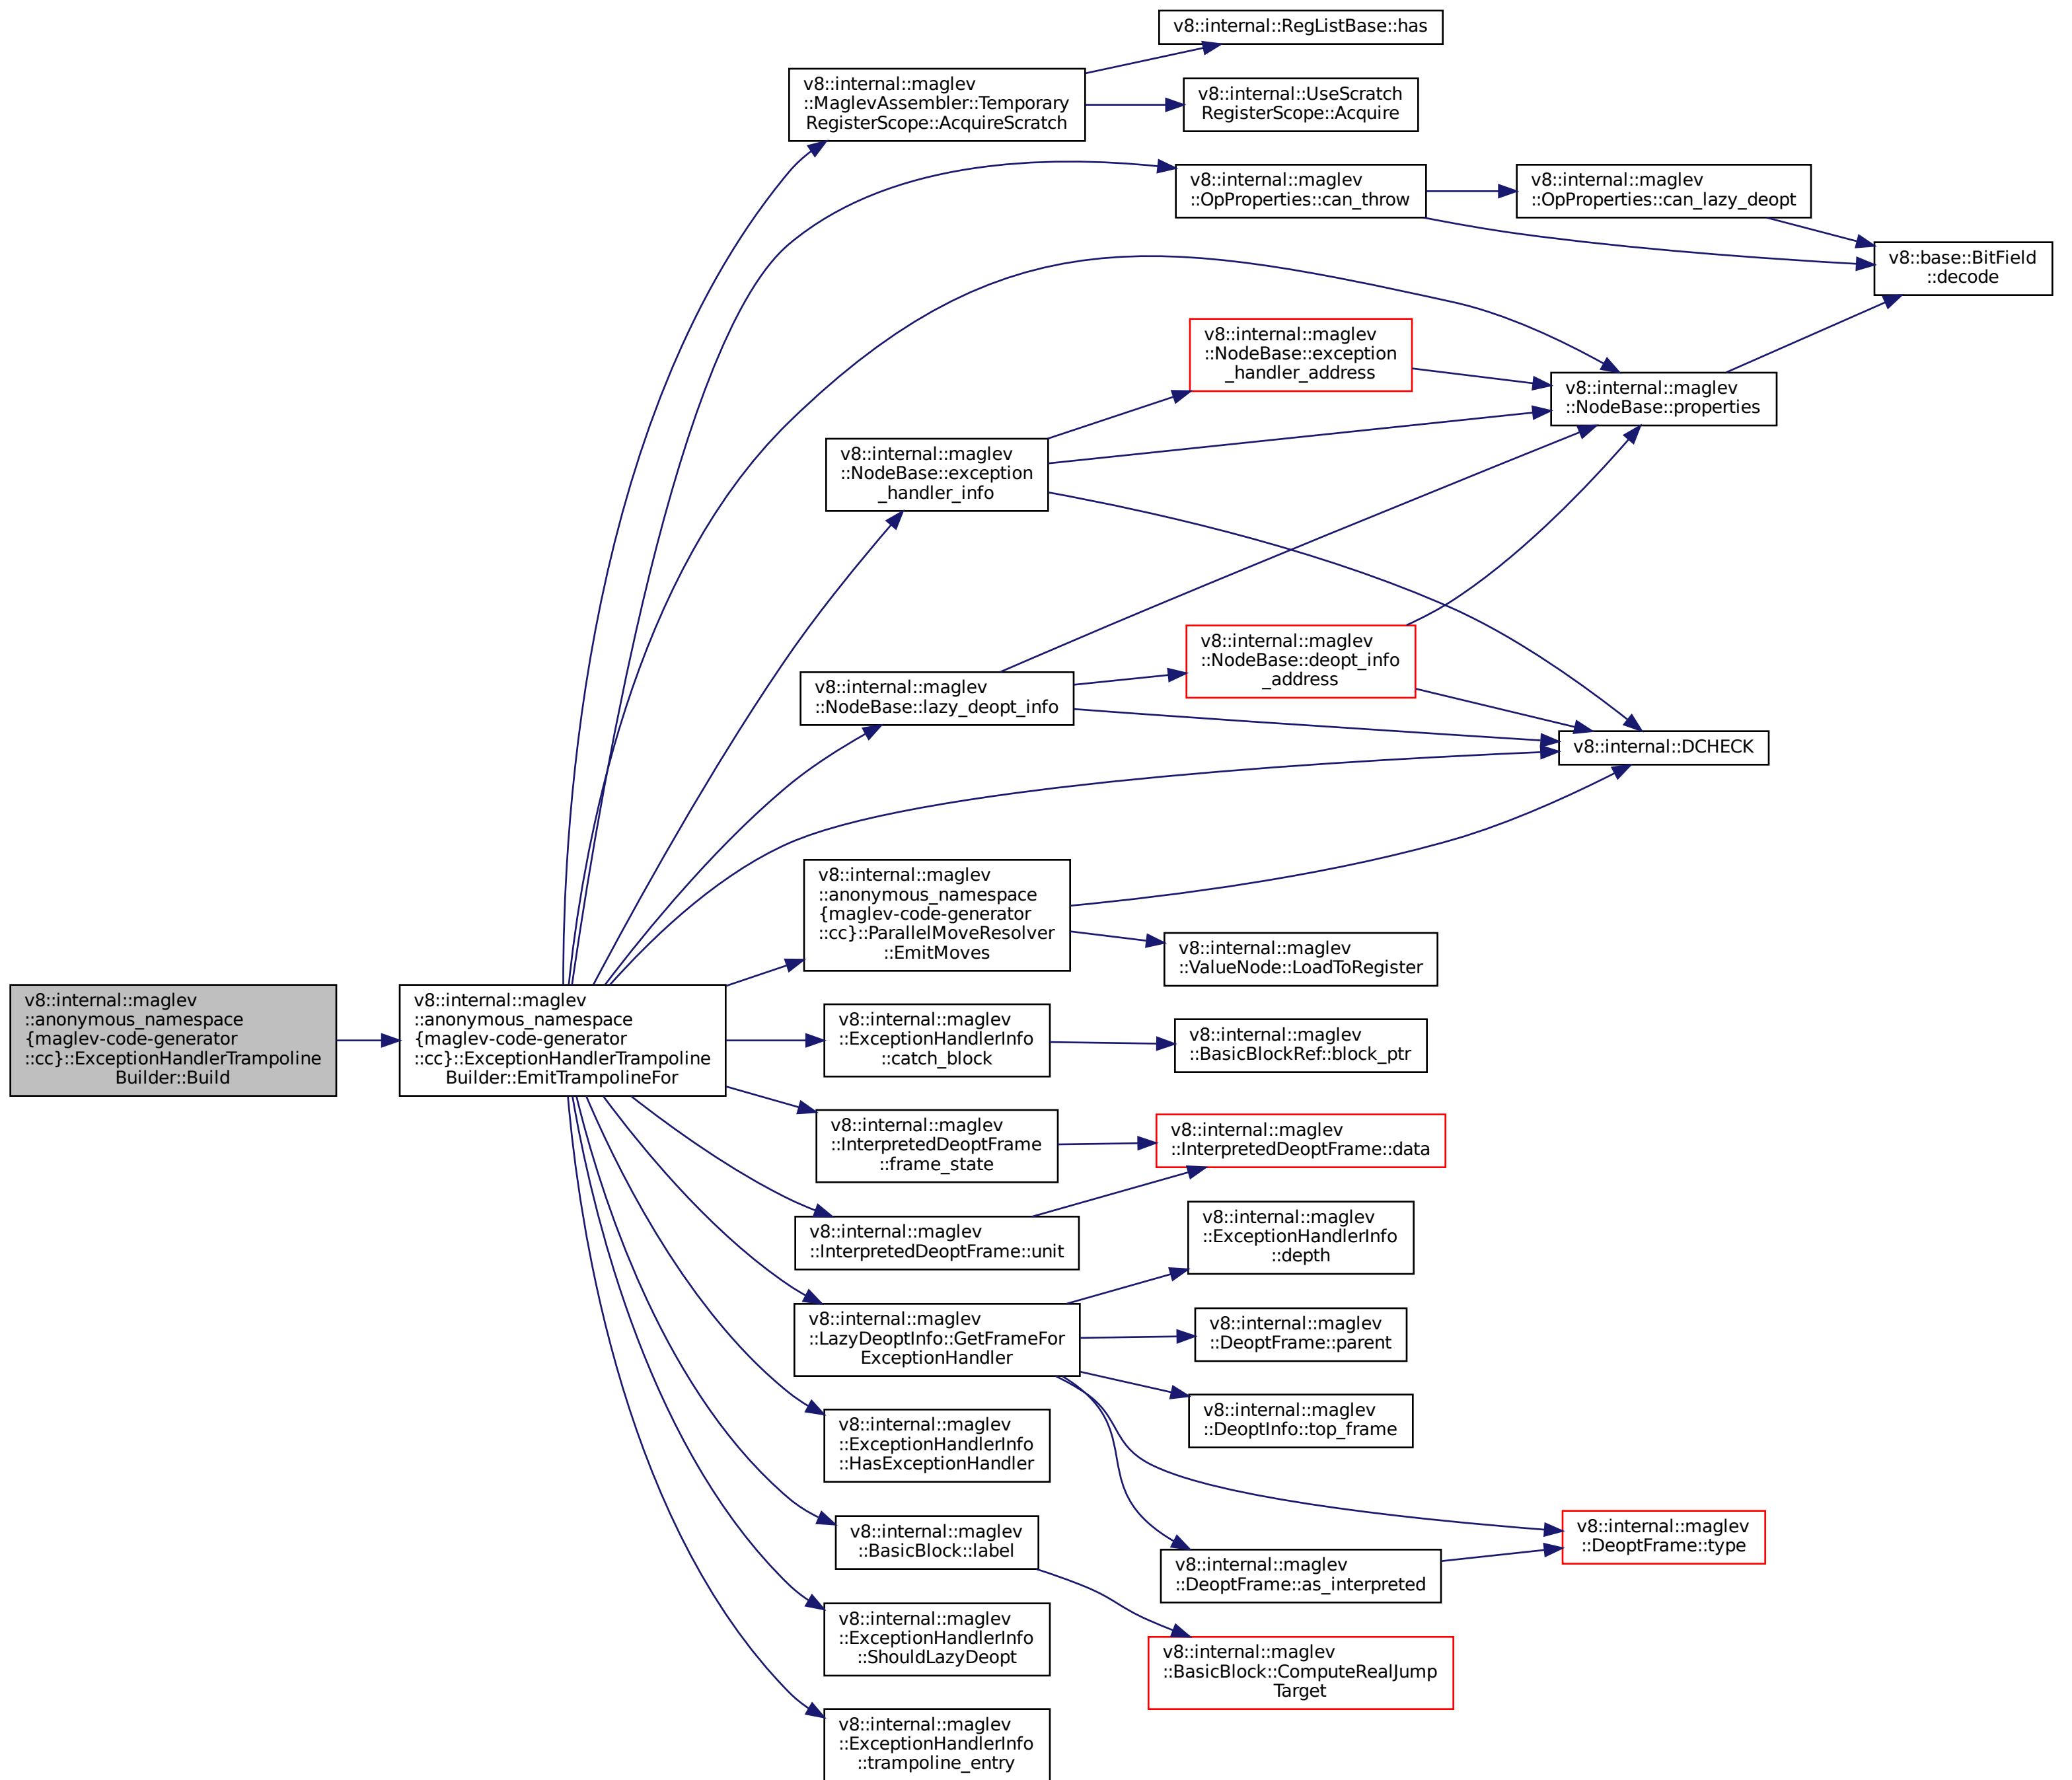 v8::internal::RegListBase::has
v8::internal::maglev
::MaglevAssembler::Temporary
RegisterScope::AcquireScratch
v8::internal::UseScratch
RegisterScope::Acquire
v8::internal::maglev
::OpProperties::can_throw
v8::internal::maglev
::OpProperties::can_lazy_deopt
v8::base::BitField
::decode
v8::internal::maglev
::NodeBase::exception
_handler_address
v8::internal::maglev
::NodeBase::properties
v8::internal::maglev
::NodeBase::exception
_handler_info
v8::internal::maglev
::NodeBase::deopt_info
_address
v8::internal::maglev
::NodeBase::lazy_deopt_info
v8::internal::DCHECK
v8::internal::maglev
::anonymous_namespace
{maglev-code-generator
::cc}::ParallelMoveResolver
::EmitMoves
v8::internal::maglev
::ValueNode::LoadToRegister
v8::internal::maglev
::anonymous_namespace
{maglev-code-generator
::cc}::ExceptionHandlerTrampoline
Builder::Build
v8::internal::maglev
::anonymous_namespace
{maglev-code-generator
::cc}::ExceptionHandlerTrampoline
Builder::EmitTrampolineFor
v8::internal::maglev
::ExceptionHandlerInfo
::catch_block
v8::internal::maglev
::BasicBlockRef::block_ptr
v8::internal::maglev
::InterpretedDeoptFrame
::frame_state
v8::internal::maglev
::InterpretedDeoptFrame::data
v8::internal::maglev
::InterpretedDeoptFrame::unit
v8::internal::maglev
::ExceptionHandlerInfo
::depth
v8::internal::maglev
::LazyDeoptInfo::GetFrameFor
ExceptionHandler
v8::internal::maglev
::DeoptFrame::parent
v8::internal::maglev
::DeoptInfo::top_frame
v8::internal::maglev
::ExceptionHandlerInfo
::HasExceptionHandler
v8::internal::maglev
::DeoptFrame::type
v8::internal::maglev
::BasicBlock::label
v8::internal::maglev
::DeoptFrame::as_interpreted
v8::internal::maglev
::ExceptionHandlerInfo
::ShouldLazyDeopt
v8::internal::maglev
::BasicBlock::ComputeRealJump
Target
v8::internal::maglev
::ExceptionHandlerInfo
::trampoline_entry